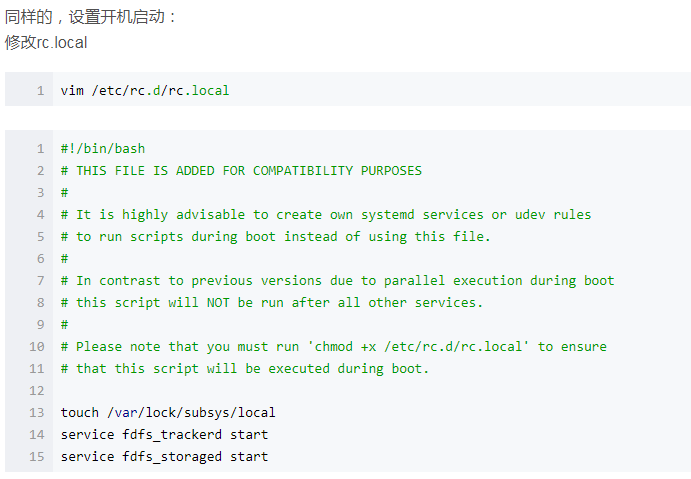 同样的，设置开机启动：
修改rc.local
1 vim /etc/rc.d/rc.local
1 #!/bin/bash
2 # THIS FILE IS ADDED FOR COMPATIBILITY PURPOSES
3 #
4 # It is highly advisable to create own systemd services or udev rules
5 # to run scripts during boot instead of using this file.
6 #
7 # In contrast to previous versions due to parallel execution during boot
8 # this script will NOT be run after all other services.
9 #
10 # Please note that you must run 'chmod +x /etc/rc.d/rc.local' to ensure
11 # that this script will be executed during boot.
12
13 touch /var/lock/subsys/local
14 service fdfs_trackerd start
15 service fdfs_storaged start